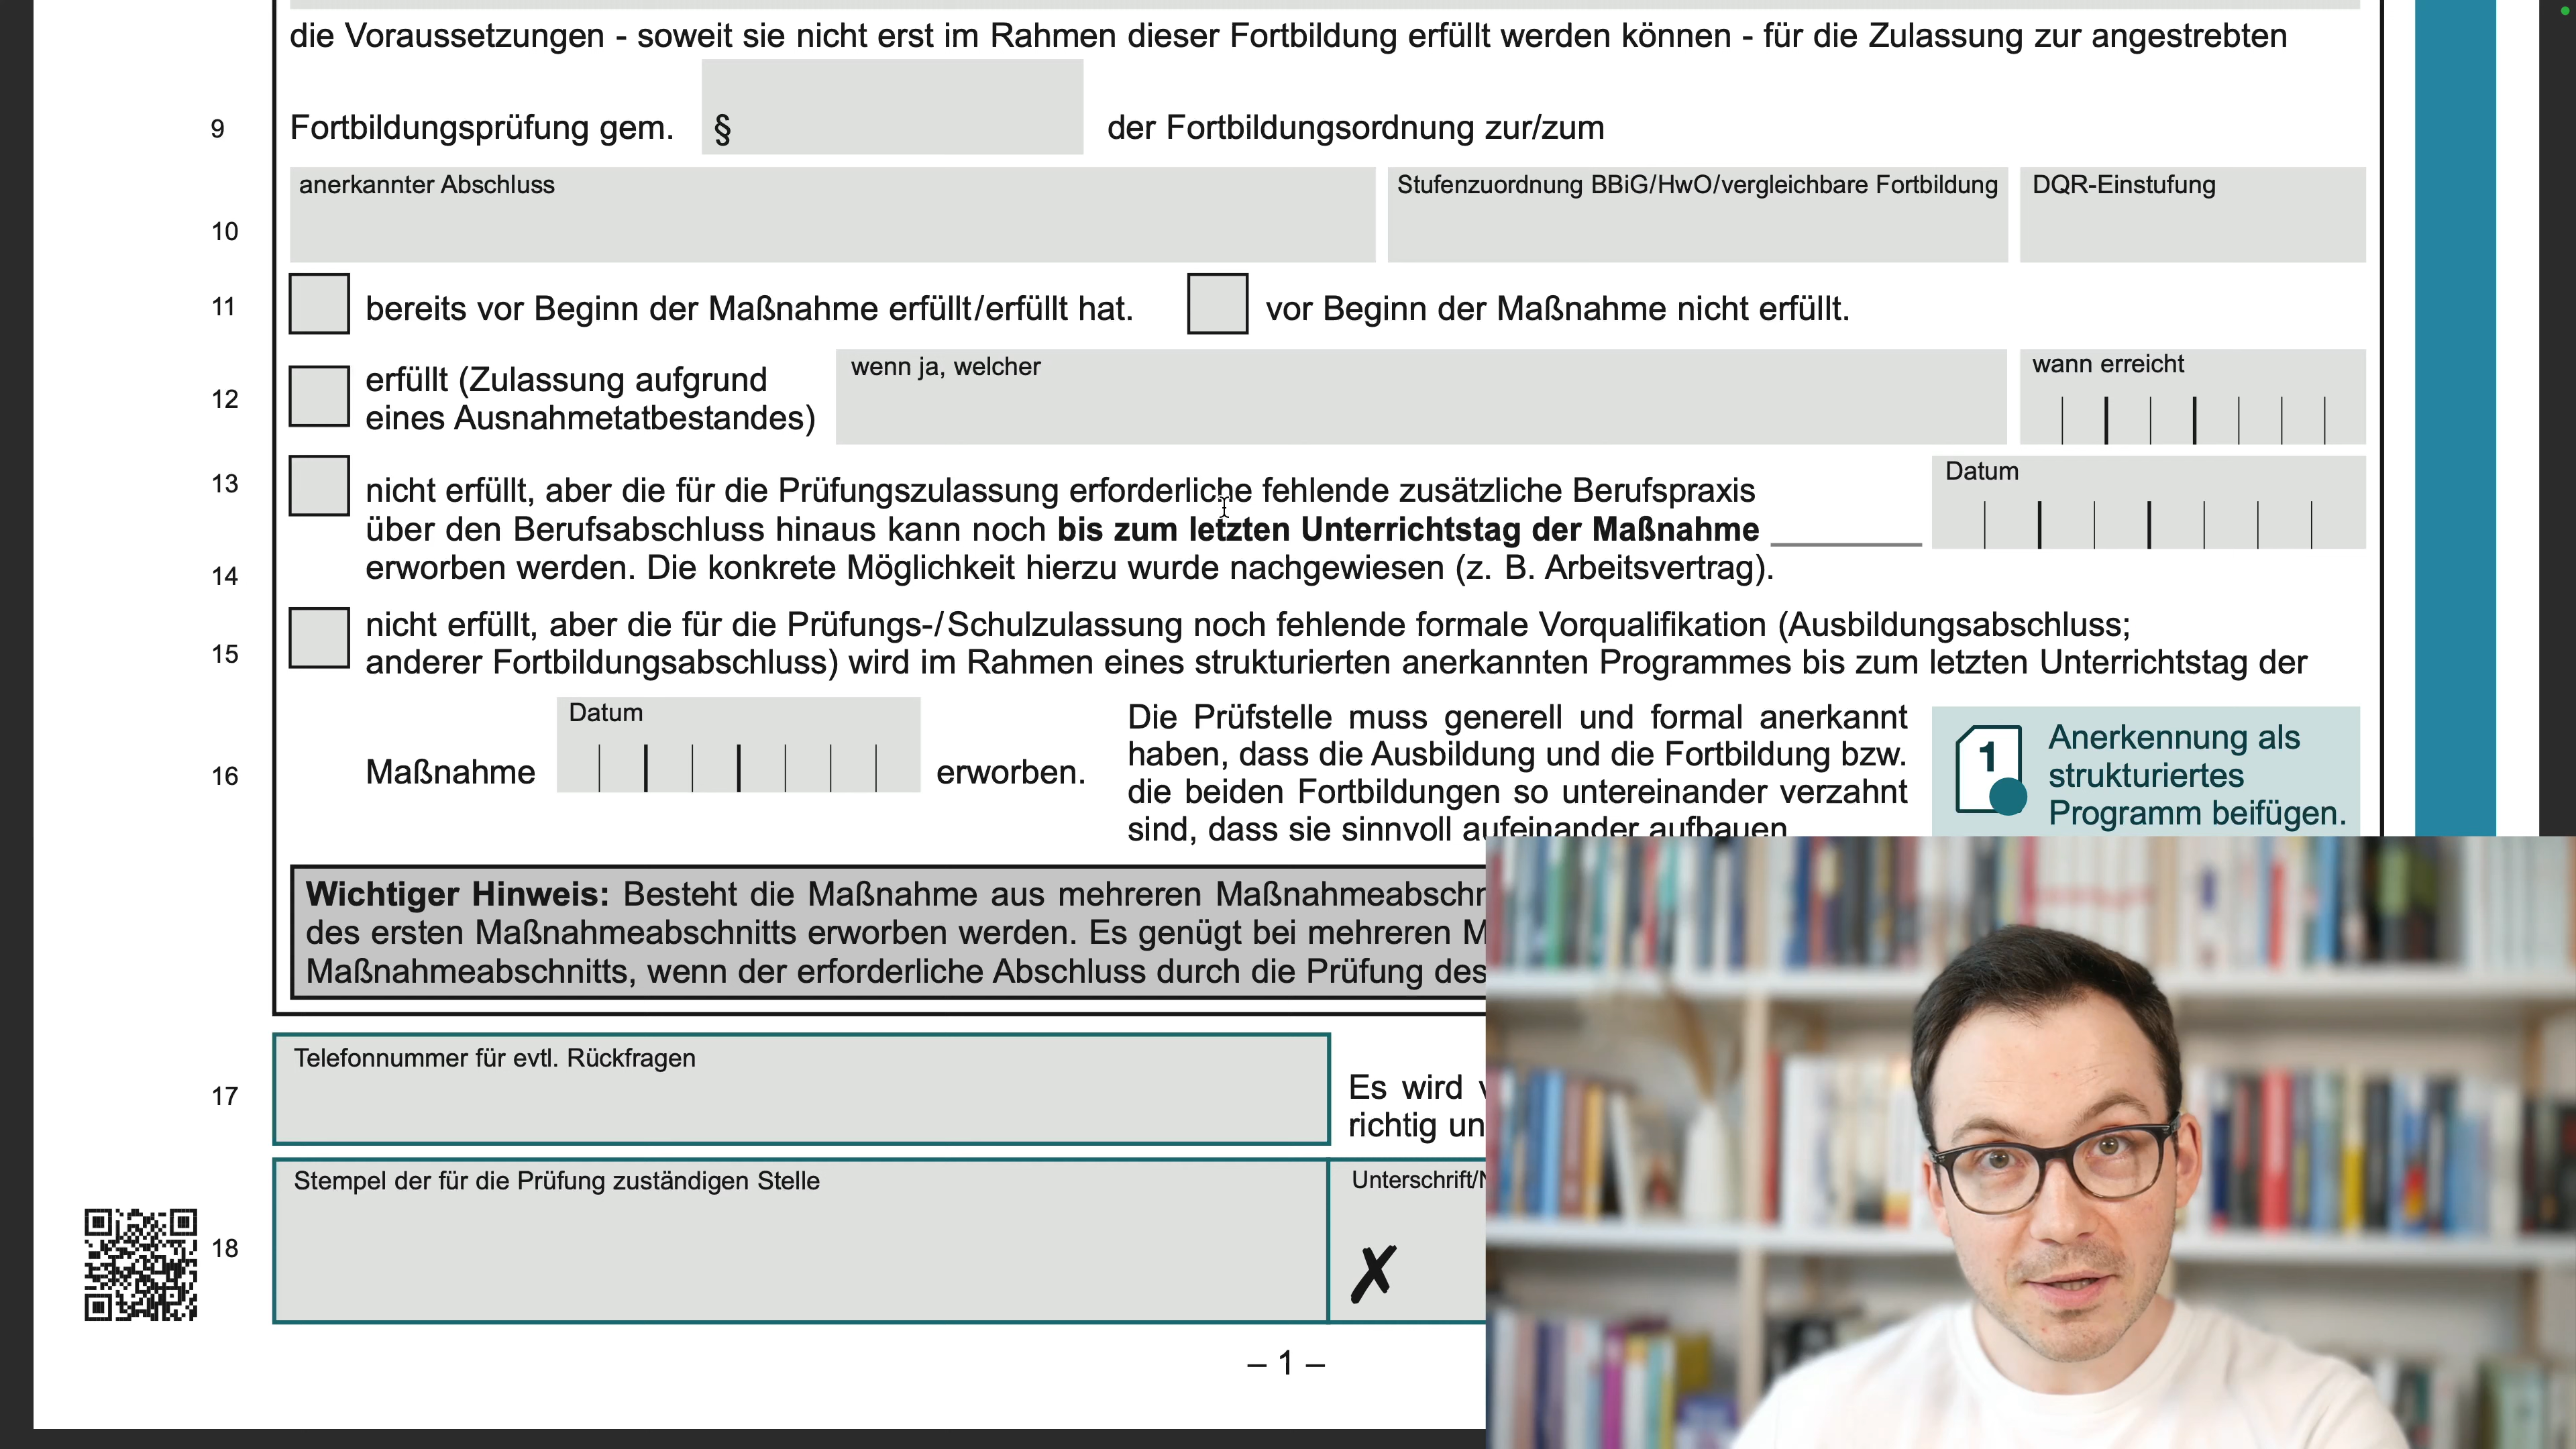 die Voraussetzungen - soweit sie nicht erst im Rahmen dieser Fortbildung erfüllt werden können - für die Zulassung zur angestrebten
9 Fortbildungsprüfung gem. § der Fortbildungsordnung zur/zum
anerkannter Abschluss Stufenzuordnung BBiG/HwO/vergleichbare Fortbildung DQR-Einstufung
10
11 bereits vor Beginn der Maßnahme erfüllt/erfüllt hat. vor Beginn der Maßnahme nicht erfüllt.
wenn ja, welcher wann erreicht
12 erfüllt (Zulassung aufgrund
eines Ausnahmetatbestandes)
Datum
13 nicht erfüllt, aber die für die Prüfungszulassung erforderliche fehlende zusätzliche Berufspraxis
über den Berufsabschluss hinaus kann noch bis zum letzten Unterrichtstag der Maßnahme
14 erworben werden. Die konkrete Möglichkeit hierzu wurde nachgewiesen (z. B. Arbeitsvertrag).
nicht erfüllt, aber die für die Prüfungs-/Schulzulassung noch fehlende formale Vorqualifikation (Ausbildungsabschluss;
15 anderer Fortbildungsabschluss) wird im Rahmen eines strukturierten anerkannten Programmes bis zum letzten Unterrichtstag der
Datum
16 Maßnahme erworben.
Die Prüfstelle muss generell und formal anerkannt
haben, dass die Ausbildung und die Fortbildung bzw.
die beiden Fortbildungen so untereinander verzahnt
sind, dass sie sinnvoll aufeinander aufbauen
1
Anerkennung als
strukturiertes
Programm beifügen.
Wichtiger Hinweis: Besteht die Maßnahme aus mehreren
des ersten Maßnahmeabschnitts erworben werden. Es genügt bei mehreren
Maßnahmeabschnitts, wenn der erforderliche Abschluss durch die Prüfung des
Telefonnummer für evtl. Rückfragen
17
Es wird
richtig
Stempel der für die Prüfung zuständigen Stelle
Unterschrift/
18
✗
– 1 –